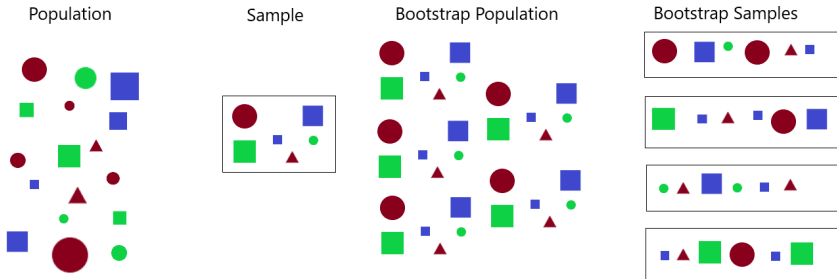 Population
Sample
Bootstrap Population
Bootstrap Samples